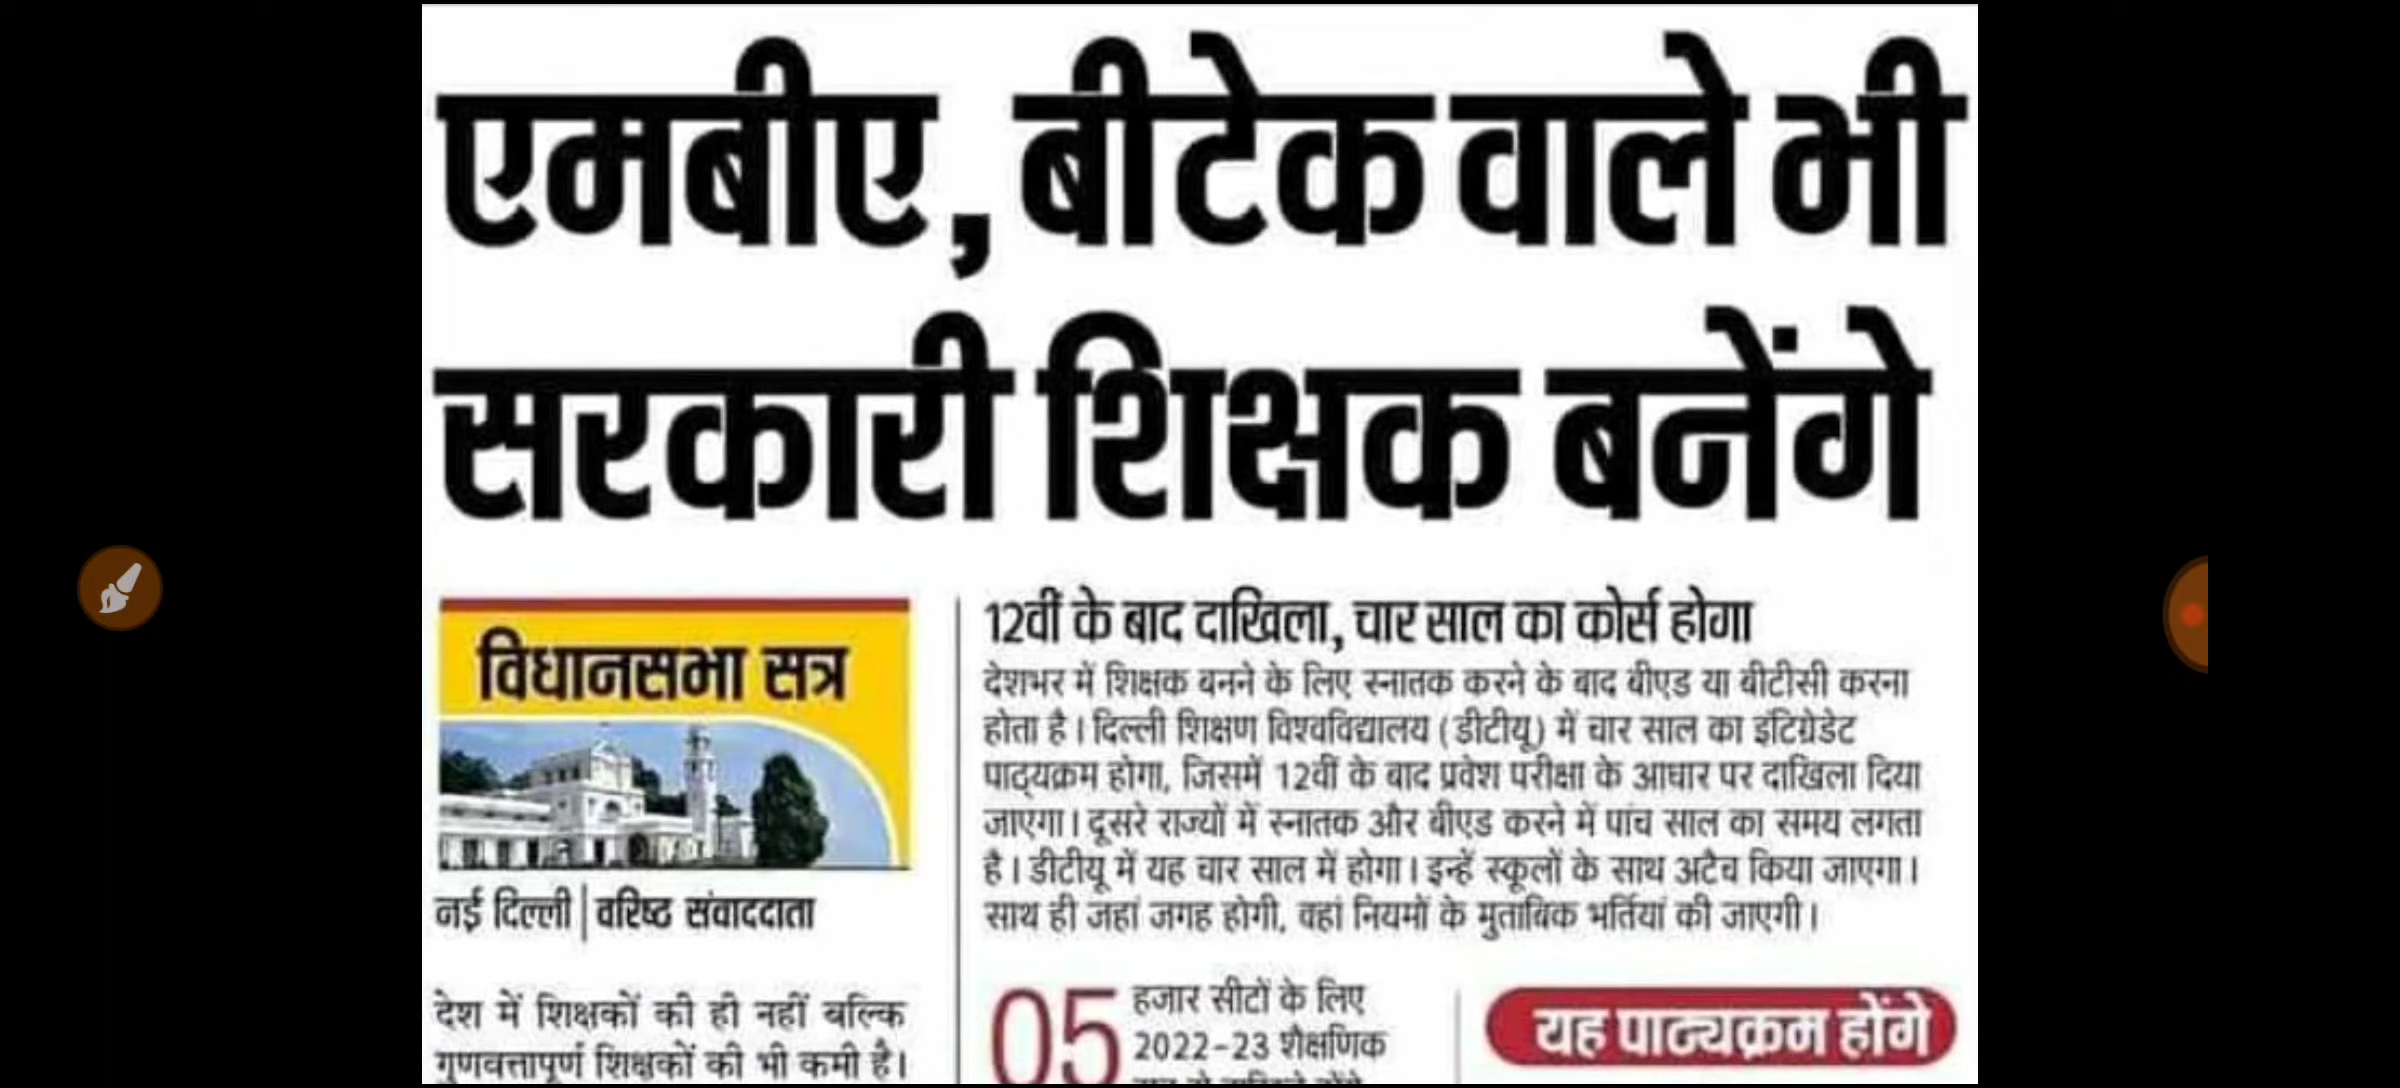 एमबीए, बीटेक वाले भी
सरकारी शिक्षक बनेंगे
विधानसभा सत्र
नई दिल्ली | वरिष्ठ संवाददाता
देश में शिक्षकों की ही नहीं बल्कि
गुणवत्तापूर्ण शिक्षकों की भी कमी है।
12वीं के बाद दाखिला, चार साल का कोर्स होगा
देशभर में शिक्षक बनने के लिए स्नातक करने के बाद बीएड या बीटीसी करना
होता है। दिल्ली शिक्षण विश्वविद्यालय (डीटीयू) में चार साल का इंटिग्रेडेट
पाठ्यक्रम होगा, जिसमें 12वीं के बाद प्रवेश परीक्षा के आधार पर दाखिला दिया
जाएगा। दूसरे राज्यों में स्नातक और बीएड करने में पांच साल का समय लगता
है। डीटीयू में यह चार साल में होगा। इन्हें स्कूलों के साथ अटैच किया जाएगा।
साथ ही जहां जगह होगी, वहां नियमों के मुताबिक भर्तियां की जाएगी।
05 हजार सीटों के लिए
2022-23 शैक्षणिक
यह पाठ्यक्रम होंगे